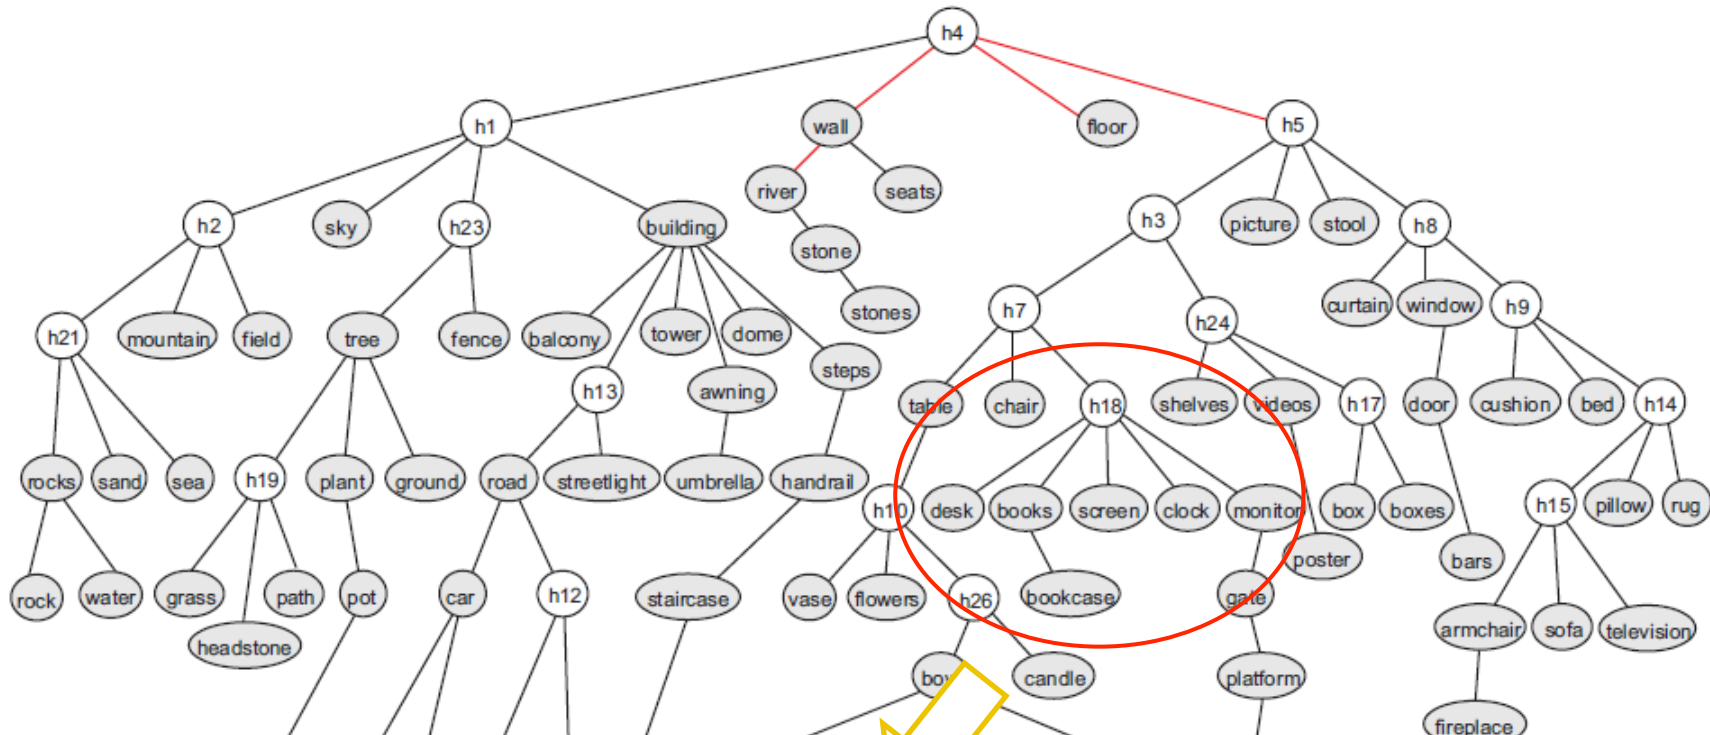 h4
h1
wall
floor
h5
river
seats
h2
sky
h23
building
h3
picture
stool
h8
stone
curtain
window
h9
h21
mountain
field
tree
fence
balcony
tower
dome
stones
h7
h24
steps
h13
awning
table
chair
h18
shelves
videos
h17
door
cushion
bed
h14
rocks
sand
sea
h19
plant
ground
road
streetlight
umbrella
handrail
h10
desk
books
screen
clock
monitor
box
boxes
h15
pillow
rug
poster
bars
rock
water
grass
path
pot
car
h12
staircase
vase
flowers
h26
bookcase
gate
headstone
armchair
sofa
television
candle
platform
fireplace